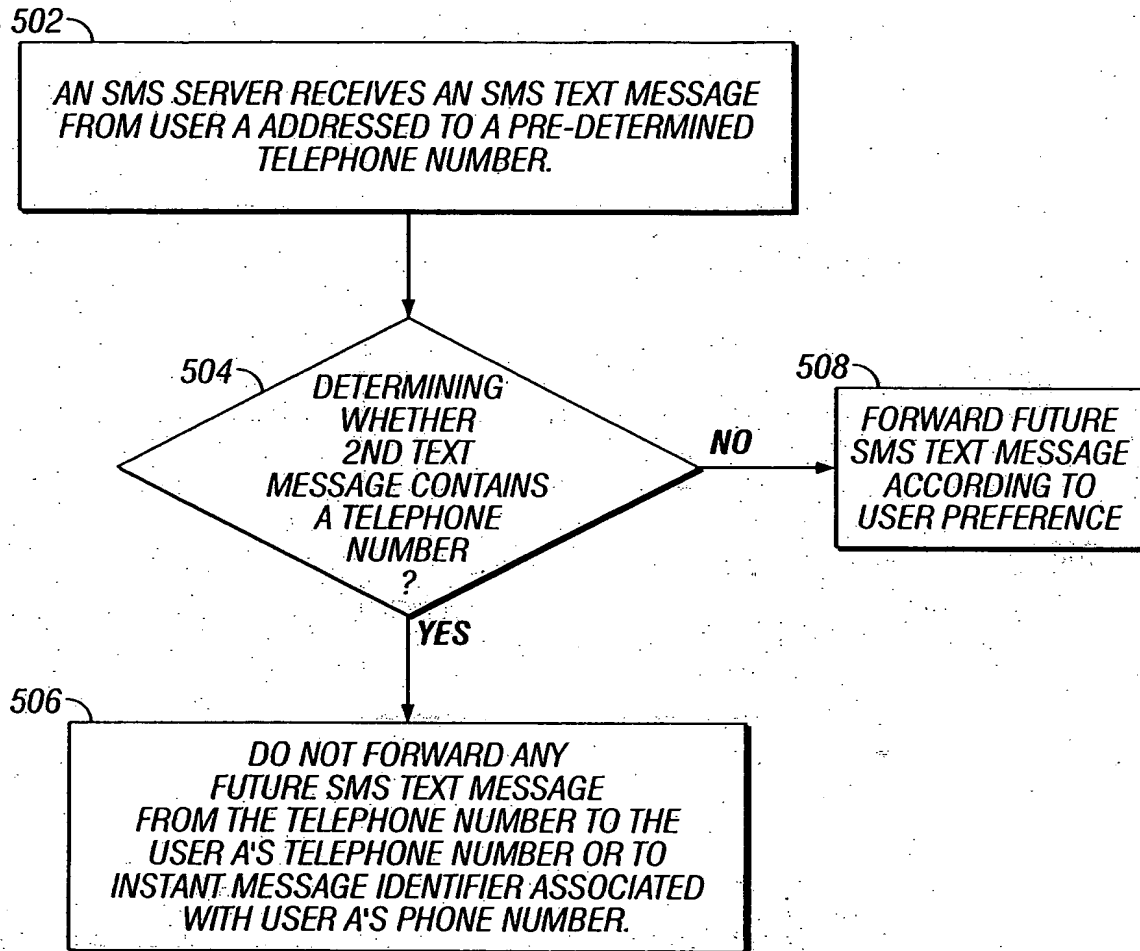 502
AN SMS SERVER RECEIVES AN SMS TEXT MESSAGE
FROM USER A ADDRESSED TO A PRE-DETERMINED
TELEPHONE NUMBER.
504
DETERMINING
WHETHER
2ND TEXT
MESSAGE CONTAINS
A TELEPHONE
NUMBER
?
NO
508
FORWARD FUTURE
SMS TEXT MESSAGE
ACCORDING TO
USER PREFERENCE
YES
506
DO NOT FORWARD ANY
FUTURE SMS TEXT MESSAGE
FROM THE TELEPHONE NUMBER TO THE
USER A'S TELEPHONE NUMBER OR TO
INSTANT MESSAGE IDENTIFIER ASSOCIATED
WITH USER A'S PHONE NUMBER.